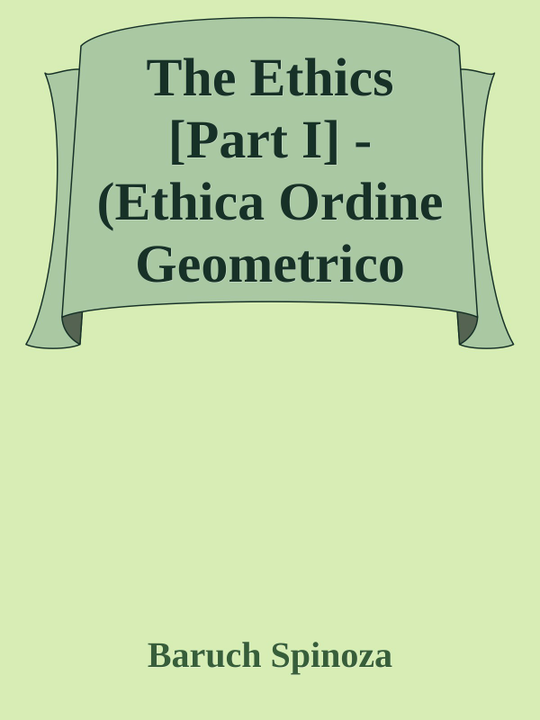 The Ethics
[Part I] -
(Ethica Ordine
Geometrico
Baruch Spinoza